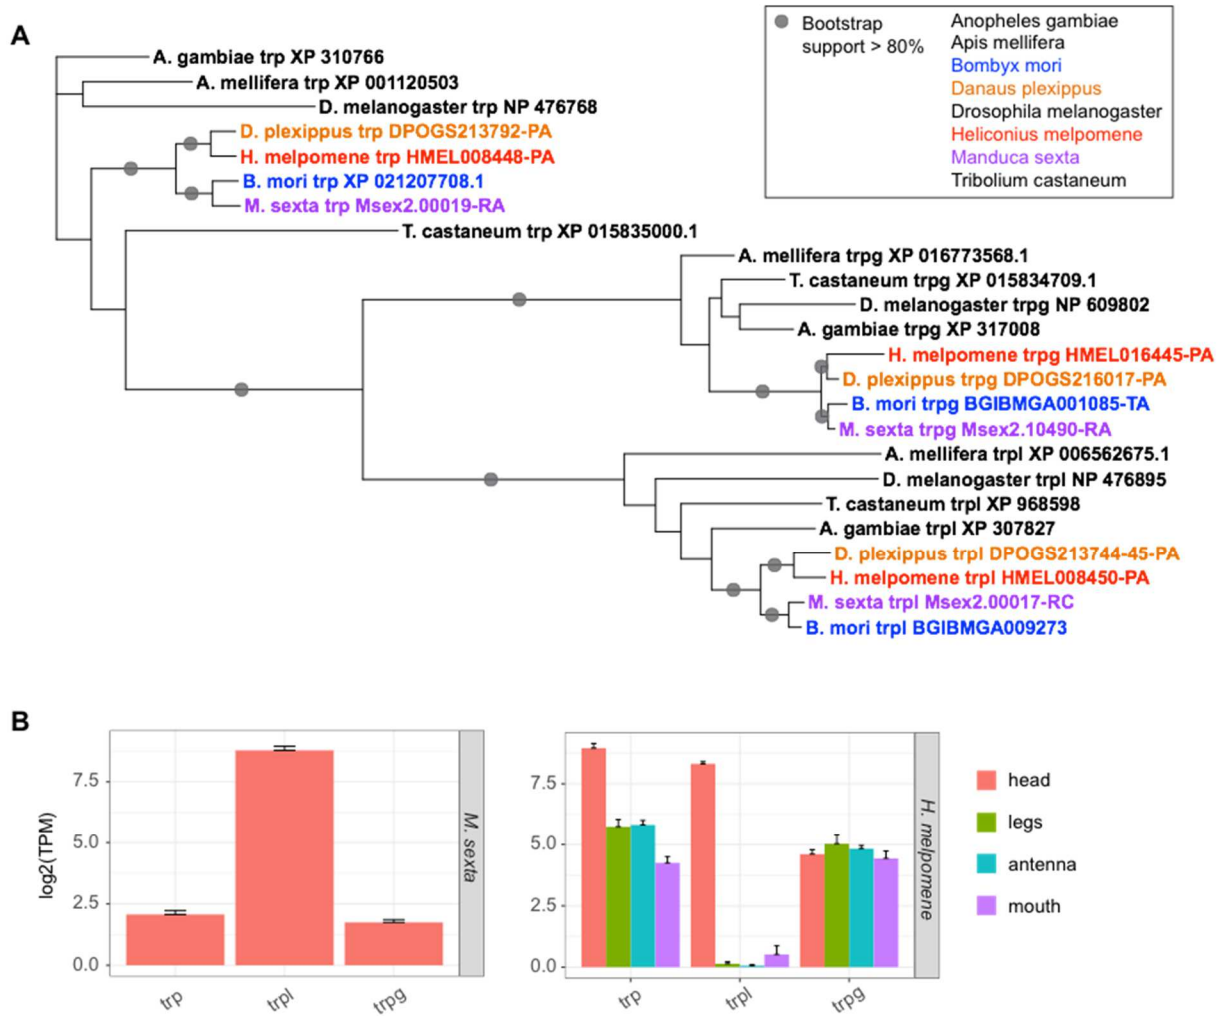 A
Bootstrap
support > 80%
Anopheles gambiae
Apis mellifera
Bombyx mori
Danaus plexippus
Drosophila melanogaster
Heliconius melpomene
Manduca sexta
Tribolium castaneum
A. gambiae trp XP 310766
A. mellifera trp XP 001120503
D. melanogaster trp NP 476768
D. plexippus trp DPOGS213792-PA
H. melpomene trp HMEL008448-PA
B. mori trp XP 021207708.1
M. sexta trp Msex2.00019-RA
T. castaneum trp XP 015835000.1
A. mellifera trpg XP 016773568.1
T. castaneum trpg XP 015834709.1
D. melanogaster trpg NP 609802
A. gambiae trpg XP 317008
H. melpomene trpg HMEL016445-PA
D. plexippus trpg DPOGS216017-PA
B. mori trpg BGIBMGA001085-TA
M. sexta trpg Msex2.10490-RA
A. mellifera trpl XP 006562675.1
D. melanogaster trpl NP 476895
T. castaneum trpl XP 968598
A. gambiae trpl XP 307827
D. plexippus trpl DPOGS213744-45-PA
H. melpomene trpl HMEL008450-PA
M. sexta trpl Msex2.00017-RC
B. mori trpl BGIBMGA009273
B
log2(TPM)
7.5
5.0
2.5
0.0
trp
trpl
trpg
M. sexta
7.5
5.0
2.5
0.0
trp
trpl
trpg
H. melpomene
head
legs
antenna
mouth